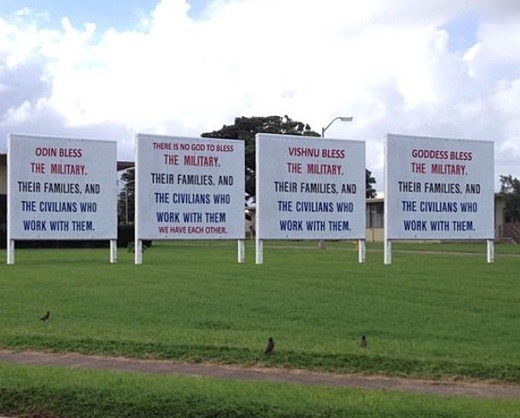 ODIN BLESS
THE MILITARY,
THEIR FAMILIES, AND
THE CIVILIANS WHO
WORK WITH THEM.
THERE IS NO GOD TO BLESS
THE MILITARY,
THEIR FAMILIES, AND
THE CIVILIANS WHO
WORK WITH THEM
WE HAVE EACH OTHER.
VISHNU BLESS
THE MILITARY,
THEIR FAMILIES, AND
THE CIVILIANS WHO
WORK WITH THEM.
GODDESS BLESS
THE MILITARY,
THEIR FAMILIES, AND
THE CIVILIANS WHO
WORK WITH THEM.